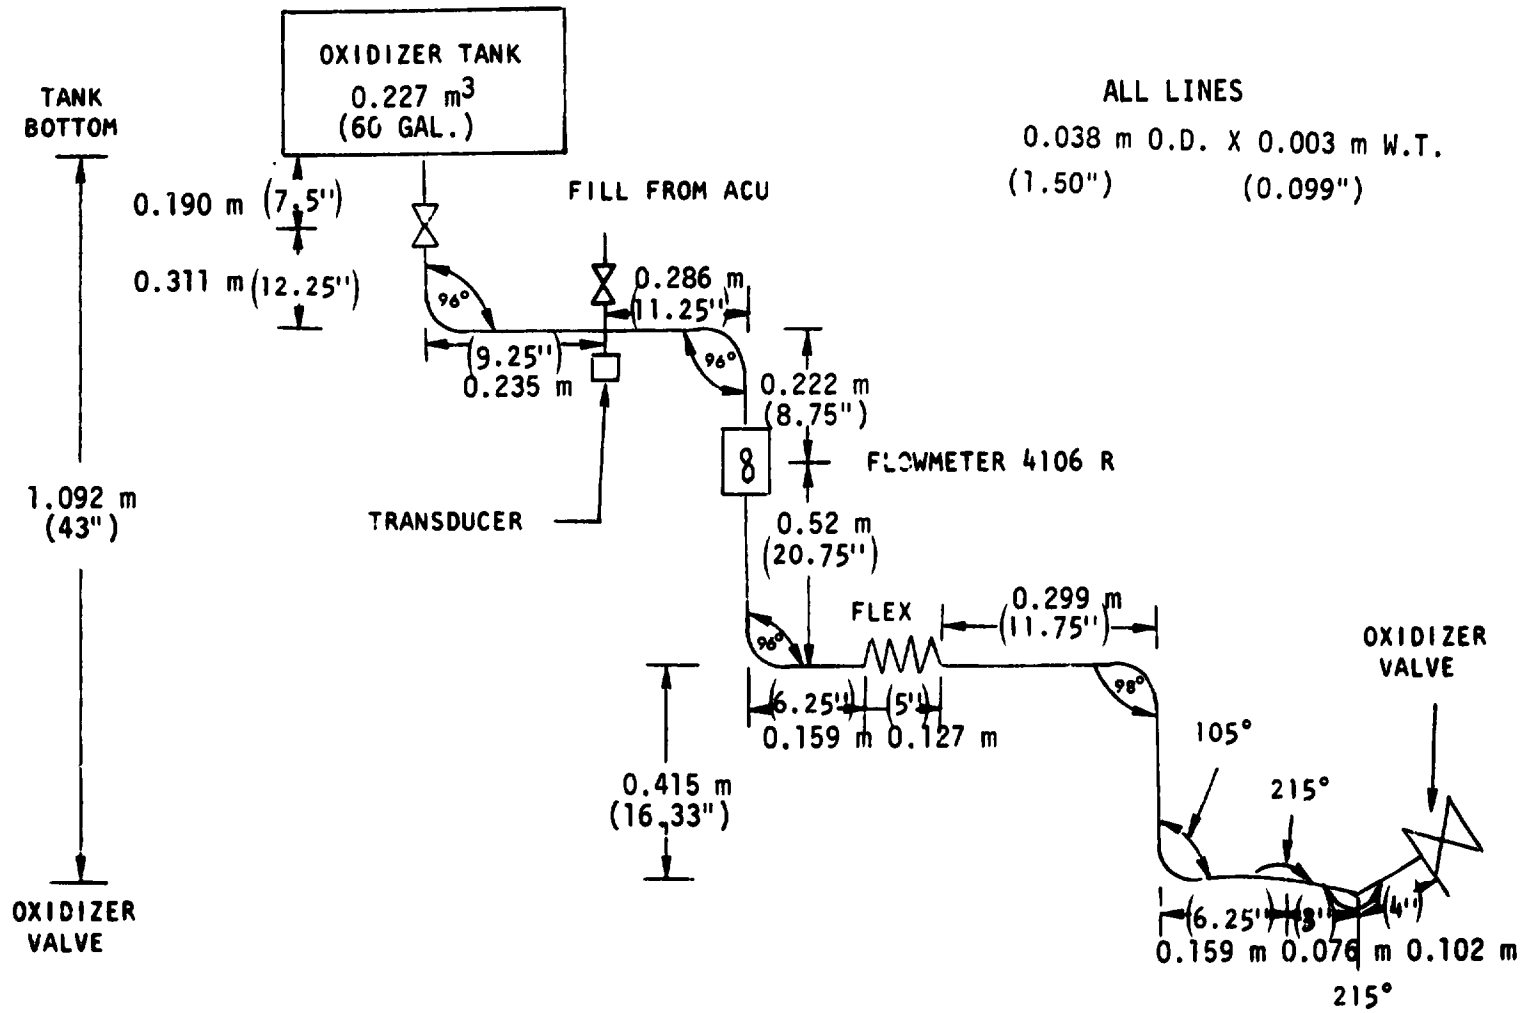 OXIDIZER TANK
0.227 m3
(60 GAL.)
TANK
BOTTOM
ALL LINES
0.038 m O.D. X 0.003 m W.T.
(1.50") (0.099")
0.190 m (7.5")
FILL FROM ACU
0.311 m (12.25")
96°
0.286 m
(11.25")
(9.25")
0.235 m
96°
0.222 m
(8.75")
8
FLOWMETER 4106 R
1.092 m
(43")
TRANSDUCER
0.52 m
(20.75")
FLEX
0.299 m
(11.75")
96°
98°
OXIDIZER
VALVE
(6.25") (5")
0.159 m 0.127 m
105°
215°
0.415 m
(16.33")
OXIDIZER
VALVE
(6.25") (3") (4")
0.159 m 0.076 m 0.102 m
215°